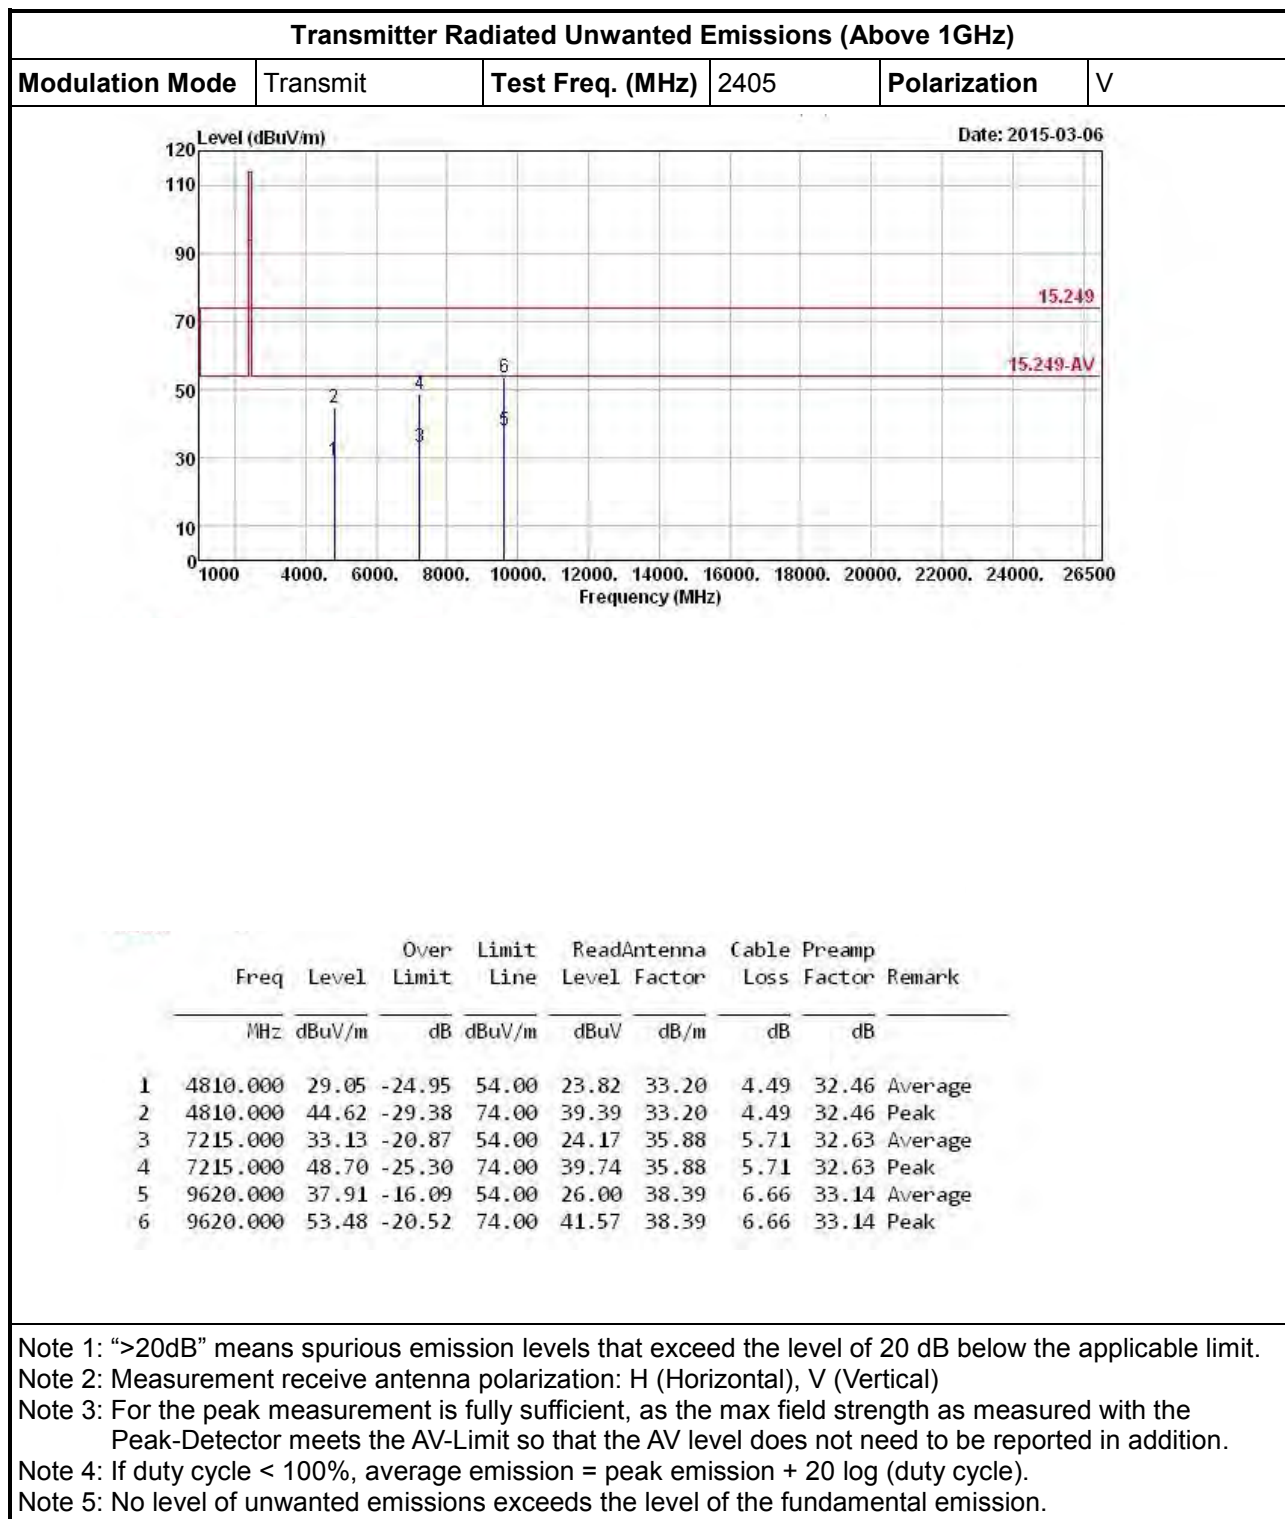 Transmitter Radiated Unwanted Emissions (Above 1GHz)
Modulation Mode Transmit Test Freq. (MHz) 2405 Polarization V
Level (dBuV/m) Date: 2015-03-06
120
110
90
15.249
70
15.249-AV
6
4
50
2
5
3
1
30
10
0
1000 4000. 6000. 8000. 10000. 12000. 14000. 16000. 18000. 20000. 22000. 24000. 26500
Frequency (MHz)
Over Limit ReadAntenna Cable Preamp
Freq Level Limit Line Level Factor Loss Factor Remark
MHz dBuV/m dB dBuV/m dBuV dB/m dB dB
1 4810.000 29.05 -24.95 54.00 23.82 33.20 4.49 32.46 Average
2 4810.000 44.62 -29.38 74.00 39.39 33.20 4.49 32.46 Peak
3 7215.000 33.13 -20.87 54.00 24.17 35.88 5.71 32.63 Average
4 7215.000 48.70 -25.30 74.00 39.74 35.88 5.71 32.63 Peak
5 9620.000 37.91 -16.09 54.00 26.00 38.39 6.66 33.14 Average
6 9620.000 53.48 -20.52 74.00 41.57 38.39 6.66 33.14 Peak
Note 1: “>20dB” means spurious emission levels that exceed the level of 20 dB below the applicable limit.
Note 2: Measurement receive antenna polarization: H (Horizontal), V (Vertical)
Note 3: For the peak measurement is fully sufficient, as the max field strength as measured with the
Peak-Detector meets the AV-Limit so that the AV level does not need to be reported in addition.
Note 4: If duty cycle < 100%, average emission = peak emission + 20 log (duty cycle).
Note 5: No level of unwanted emissions exceeds the level of the fundamental emission.